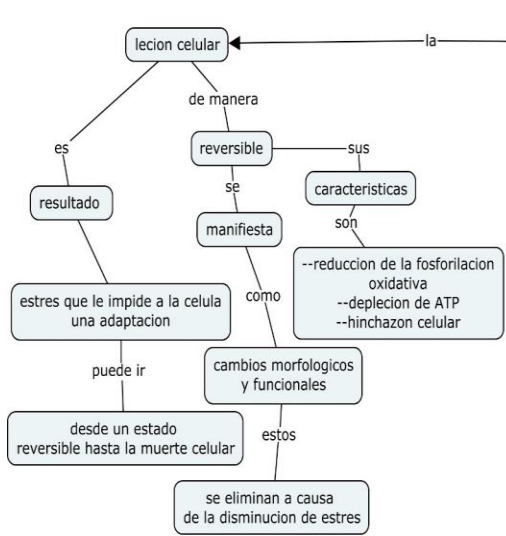 lecion celular
la
de manera
es
reversible
sus
se
caracteristicas
resultado
manifiesta
son
--reduccion de la fosforilacion
oxidativa
--deplecion de ATP
--hinchazon celular
estres que le impide a la celula
una adaptacion
como
puede ir
cambios morfologicos
y funcionales
desde un estado
reversible hasta la muerte celular
estos
se eliminan a causa
de la disminucion de estres